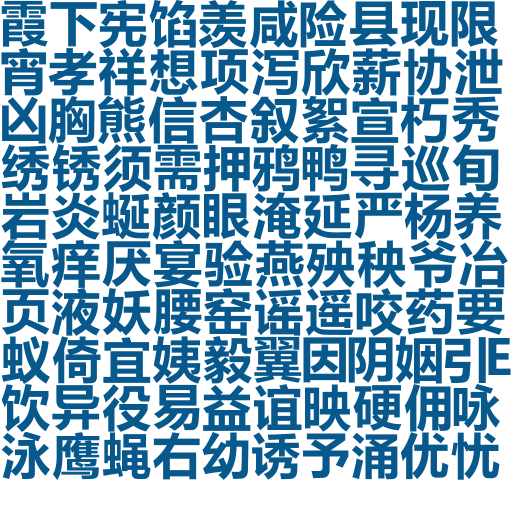 霞下宪馅羡咸险县现限
宵孝祥想项泻欣薪协泄
凶胸熊信杏叙絮宣朽秀
绣锈须需押鸦鸭寻巡旬
岩炎蜒颜眼淹延严杨养
氧痒厌宴验燕殃秧爷冶
页液妖腰窑谣遥咬药要
蚁倚宜姨毅翼因阴姻引E
饮异役易益谊映硬佣咏
泳鹰蝇右幼诱予涌优忧